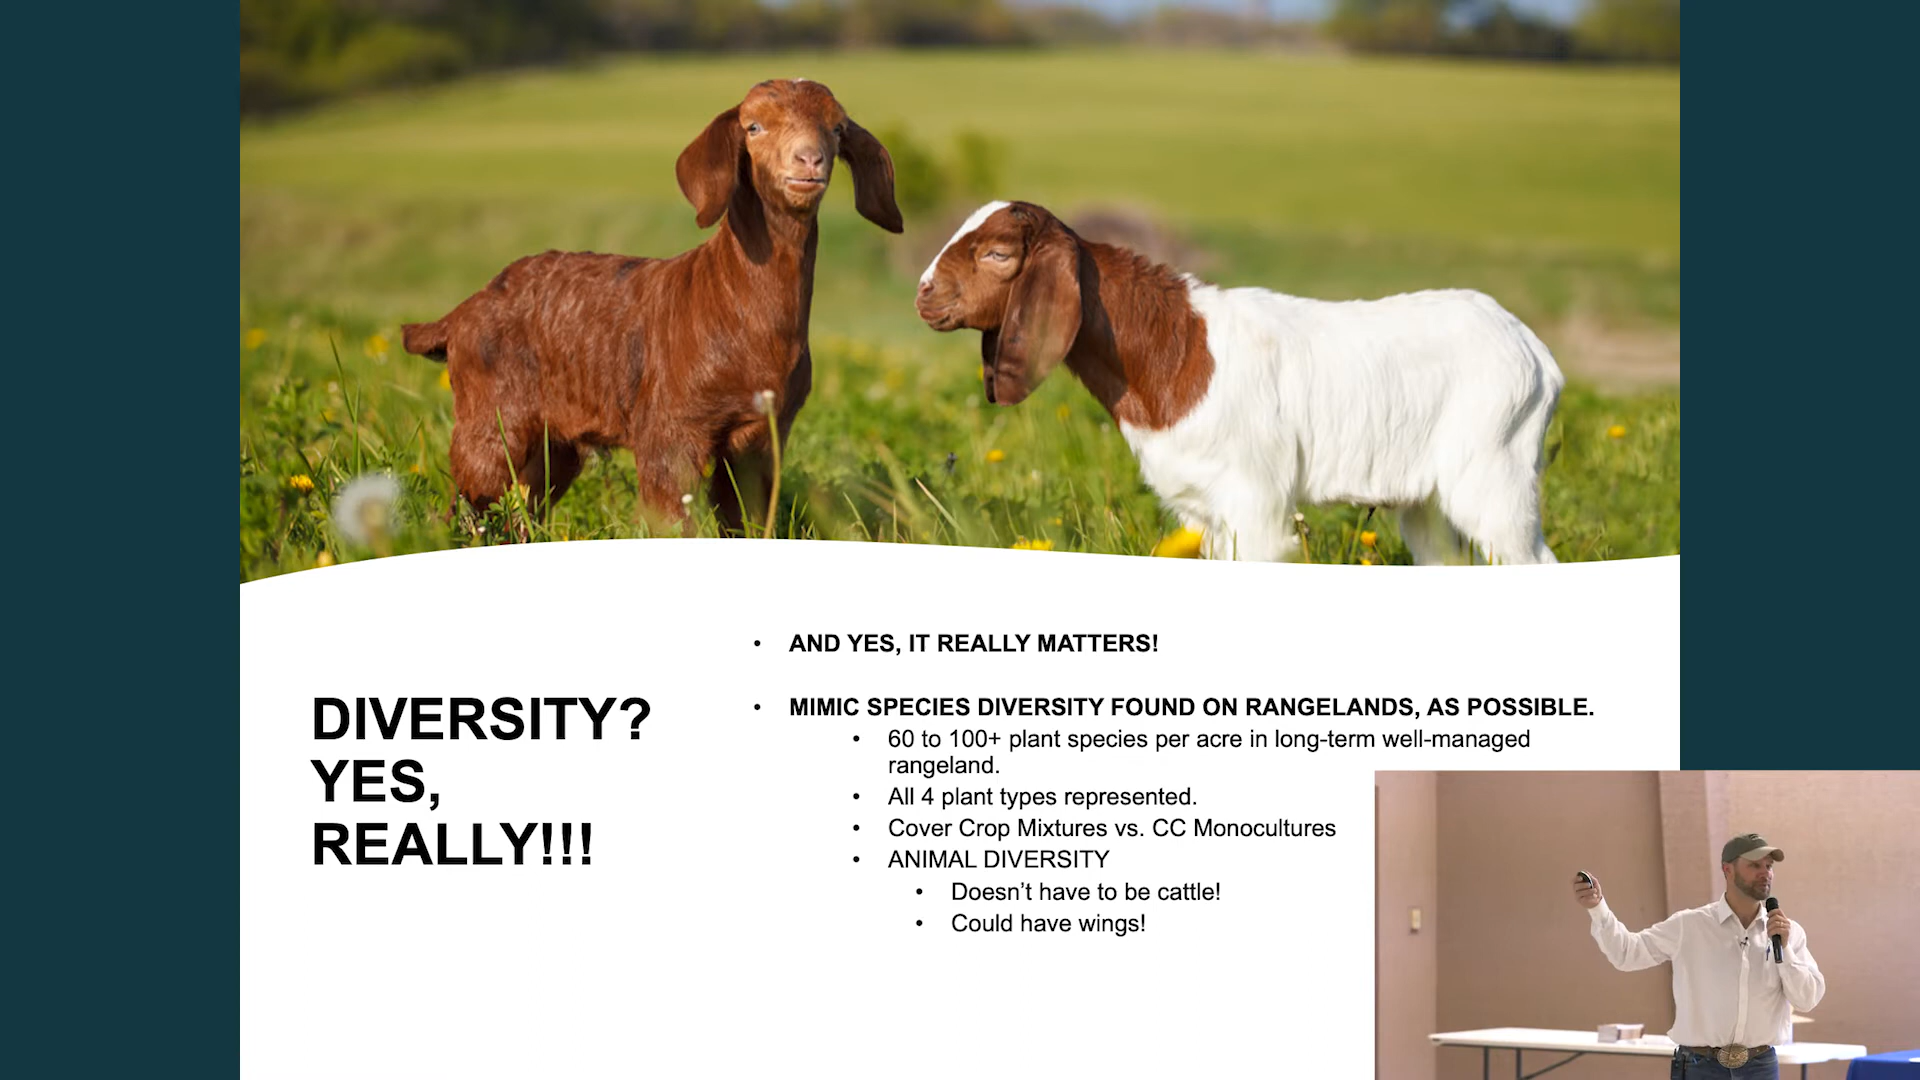 DIVERSITY?
YES,
REALLY!!!
• AND YES, IT REALLY MATTERS!
• MIMIC SPECIES DIVERSITY FOUND ON RANGELANDS, AS POSSIBLE.
• 60 to 100+ plant species per acre in long-term well-managed
rangeland.
• All 4 plant types represented.
• Cover Crop Mixtures vs. CC Monocultures
• ANIMAL DIVERSITY
• Doesn't have to be cattle!
• Could have wings!